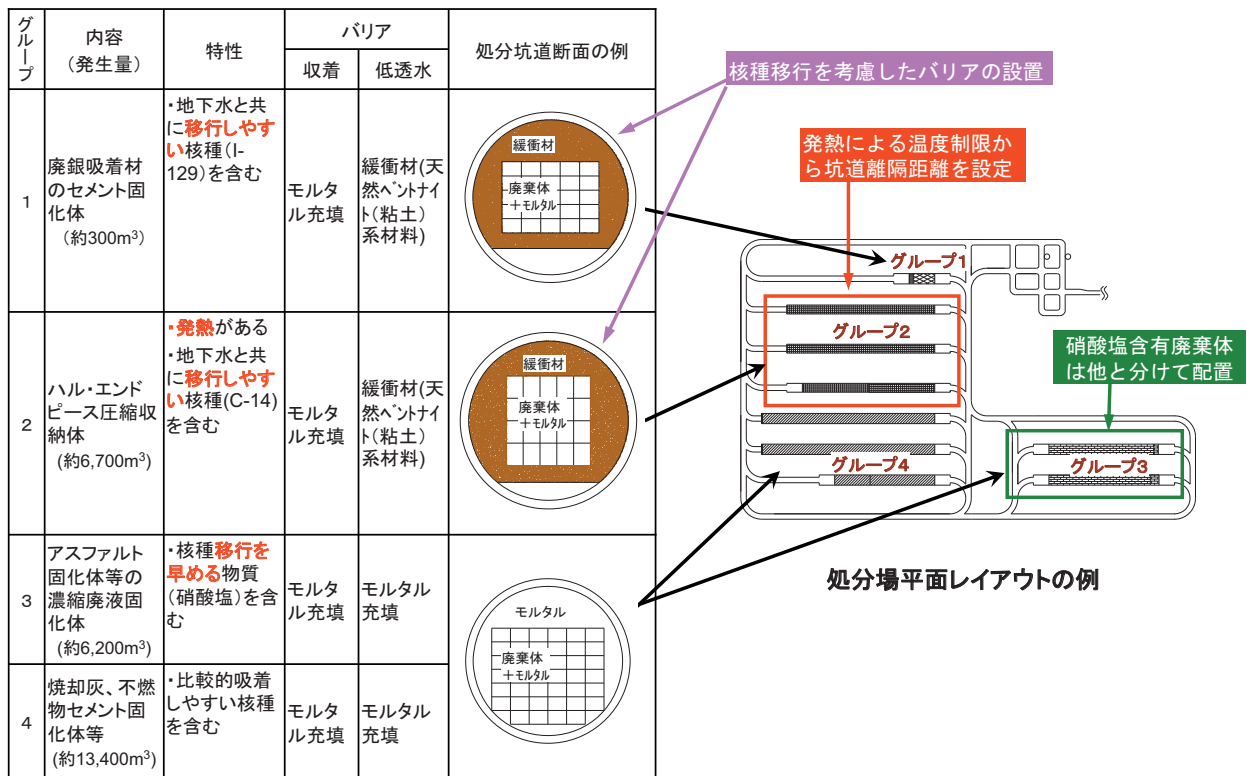 グループ
内容
(発生量)
特性
バリア
収着
低透水
処分坑道断面の例
1
廃銀吸着材
のセメント固
化体
(約300m³)
・地下水と共
に移行しやす
い核種(I-
129)を含む
モルタ
ル充填
緩衝材(天
然ベントナイ
ト(粘土)
系材料)
緩衝材
廃棄体
+モルタル
2
ハル・エンド
ピース圧縮収
納体
(約6,700m³)
・発熱がある
・地下水と共
に移行しやす
い核種(C-14)
を含む
モルタ
ル充填
緩衝材(天
然ベントナイ
ト(粘土)
系材料)
緩衝材
廃棄体
+モルタル
3
アスファルト
固化体等の
濃縮廃液固
化体
(約6,200m³)
・核種移行を
早める物質
(硝酸塩)を含
む
モルタ
ル充填
モルタル
充填
モルタル
廃棄体
+モルタル
4
焼却灰、不燃
物セメント固
化体等
(約13,400m³)
・比較的吸着
しやすい核種
を含む
モルタ
ル充填
モルタル
充填
核種移行を考慮したバリアの設置
発熱による温度制限か
ら坑道離隔距離を設定
グループ1
グループ2
硝酸塩含有廃棄体
は他と分けて配置
グループ4
グループ3
処分場平面レイアウトの例